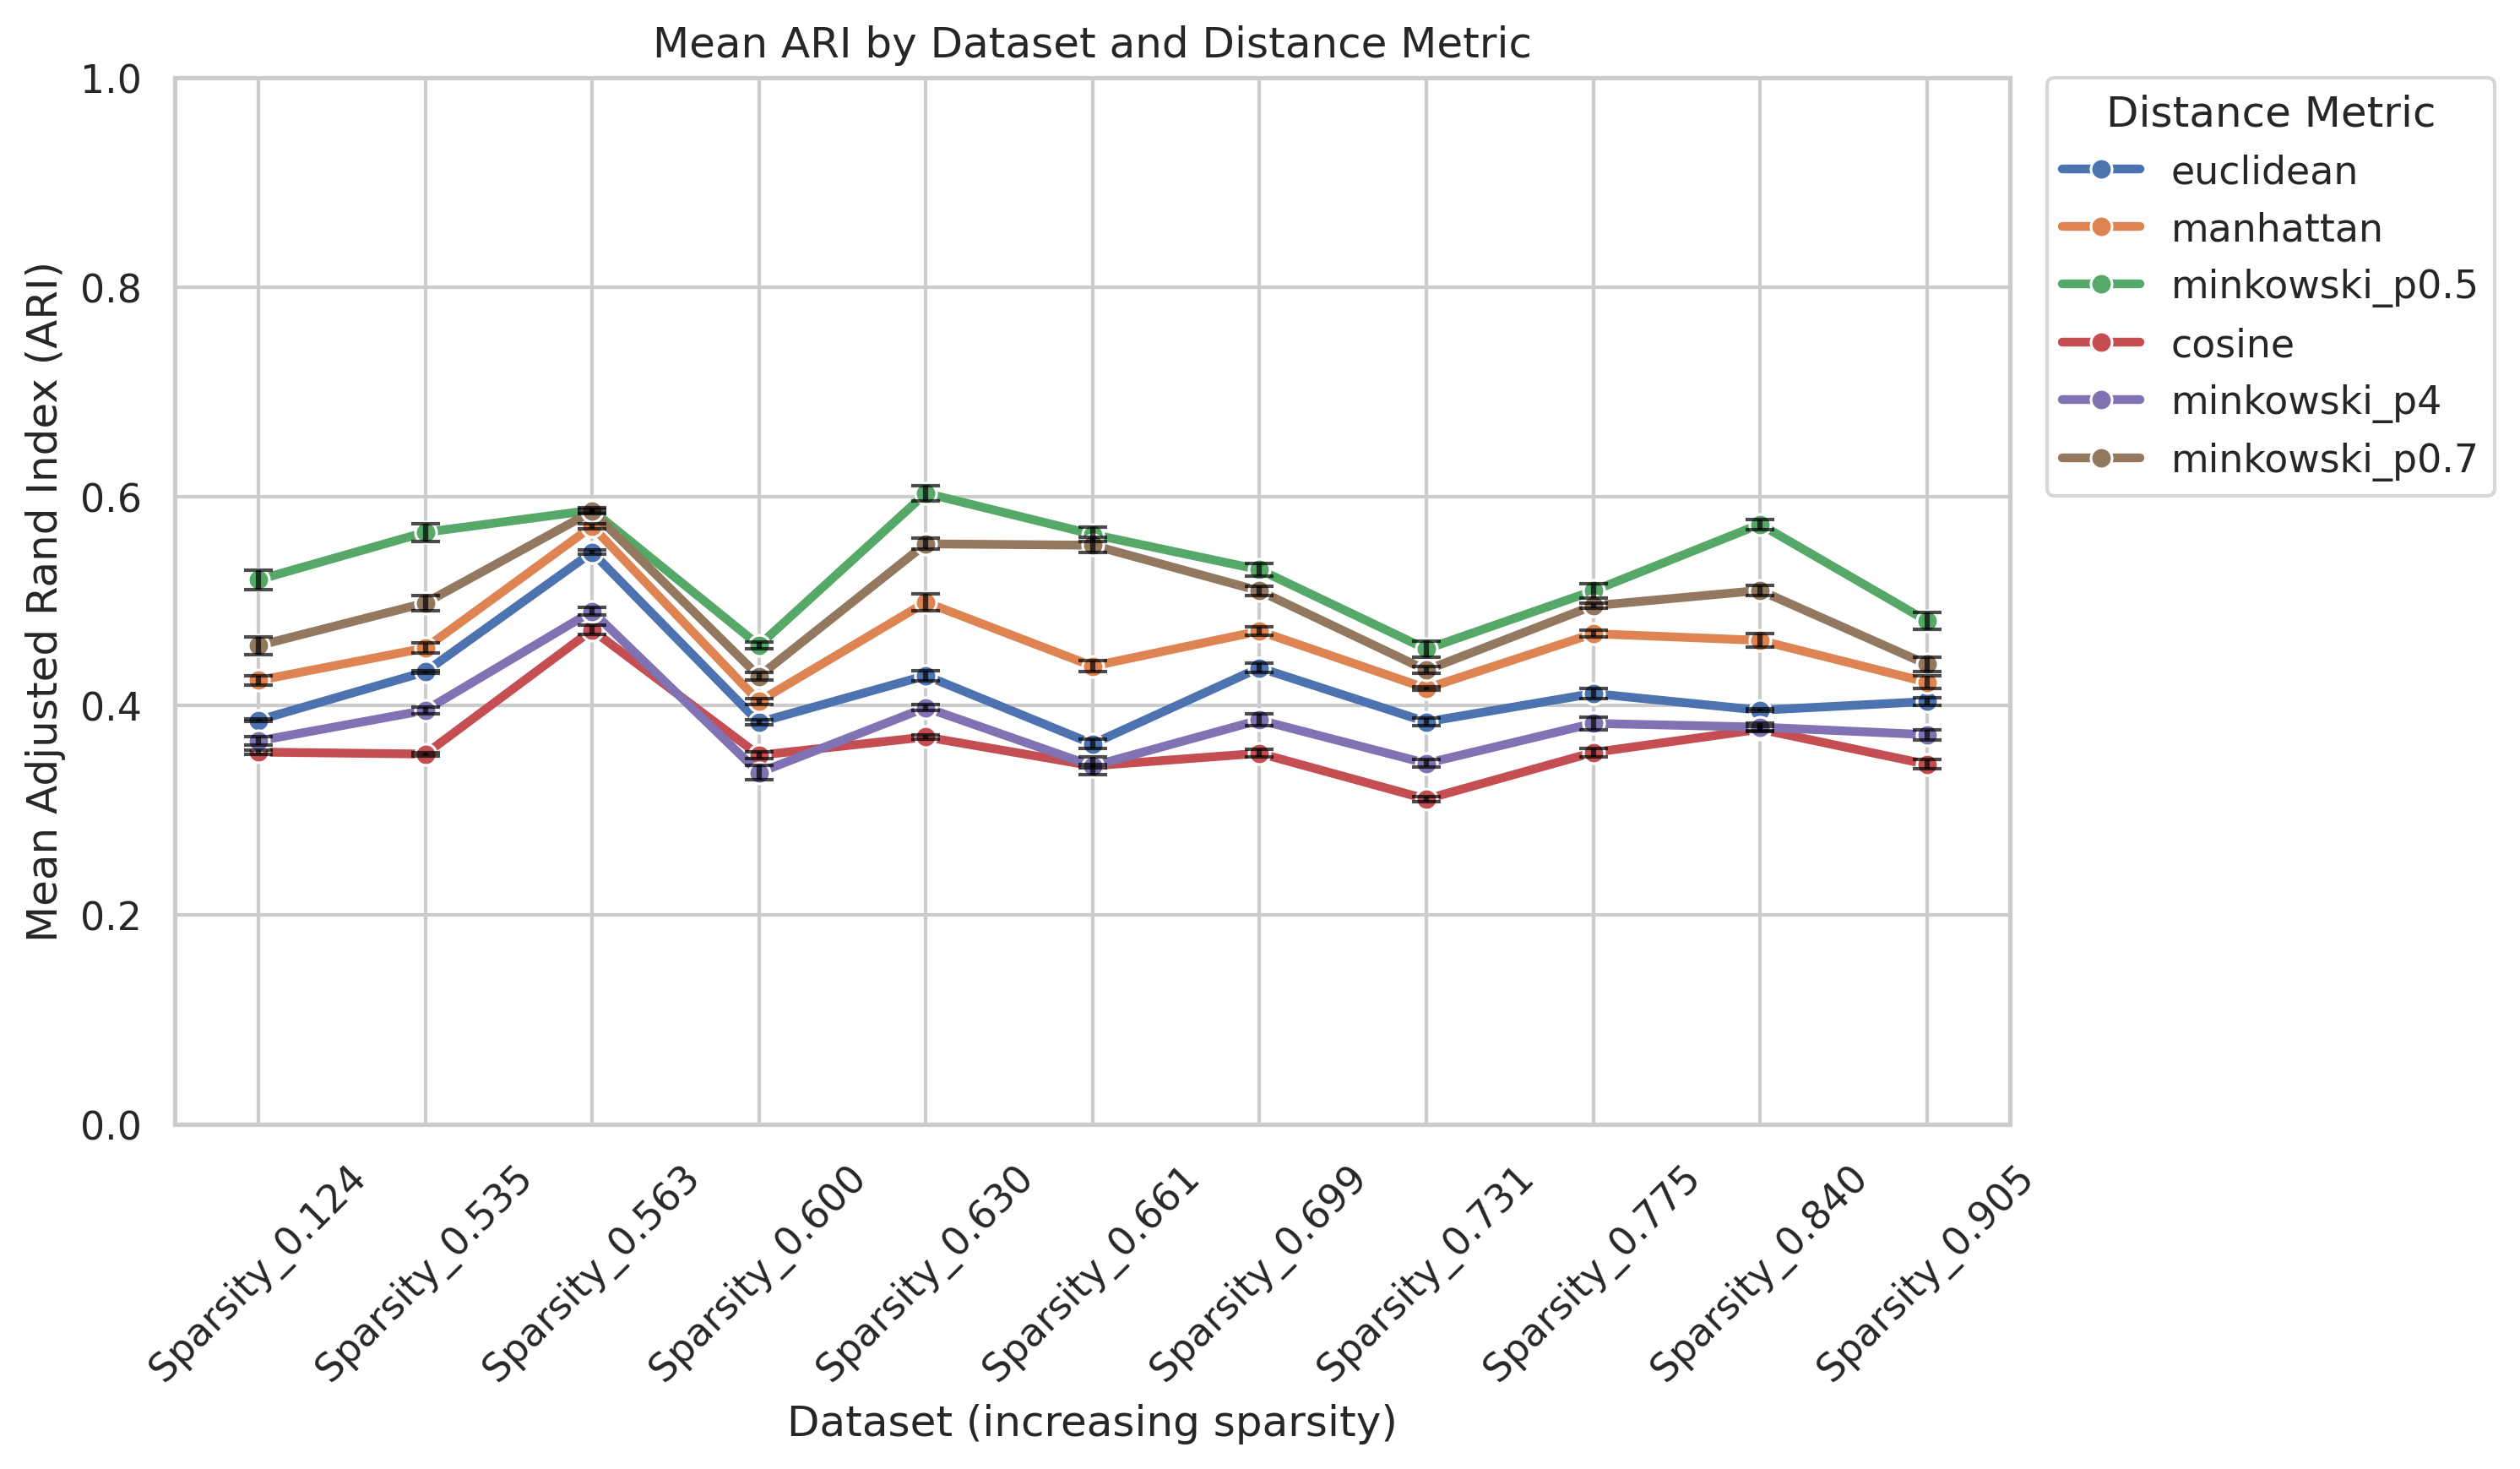 Mean ARI by Dataset and Distance Metric
Mean Adjusted Rand Index (ARI)
1.0
0.8
0.6
0.4
0.2
0.0
Sparsity_0.124
Sparsity_0.535
Sparsity_0.563
Sparsity_0.600
Sparsity_0.630
Sparsity_0.661
Sparsity_0.699
Sparsity_0.731
Sparsity_0.775
Sparsity_0.840
Sparsity_0.905
Dataset (increasing sparsity)
Distance Metric
euclidean
manhattan
minkowski_p0.5
cosine
minkowski_p4
minkowski_p0.7